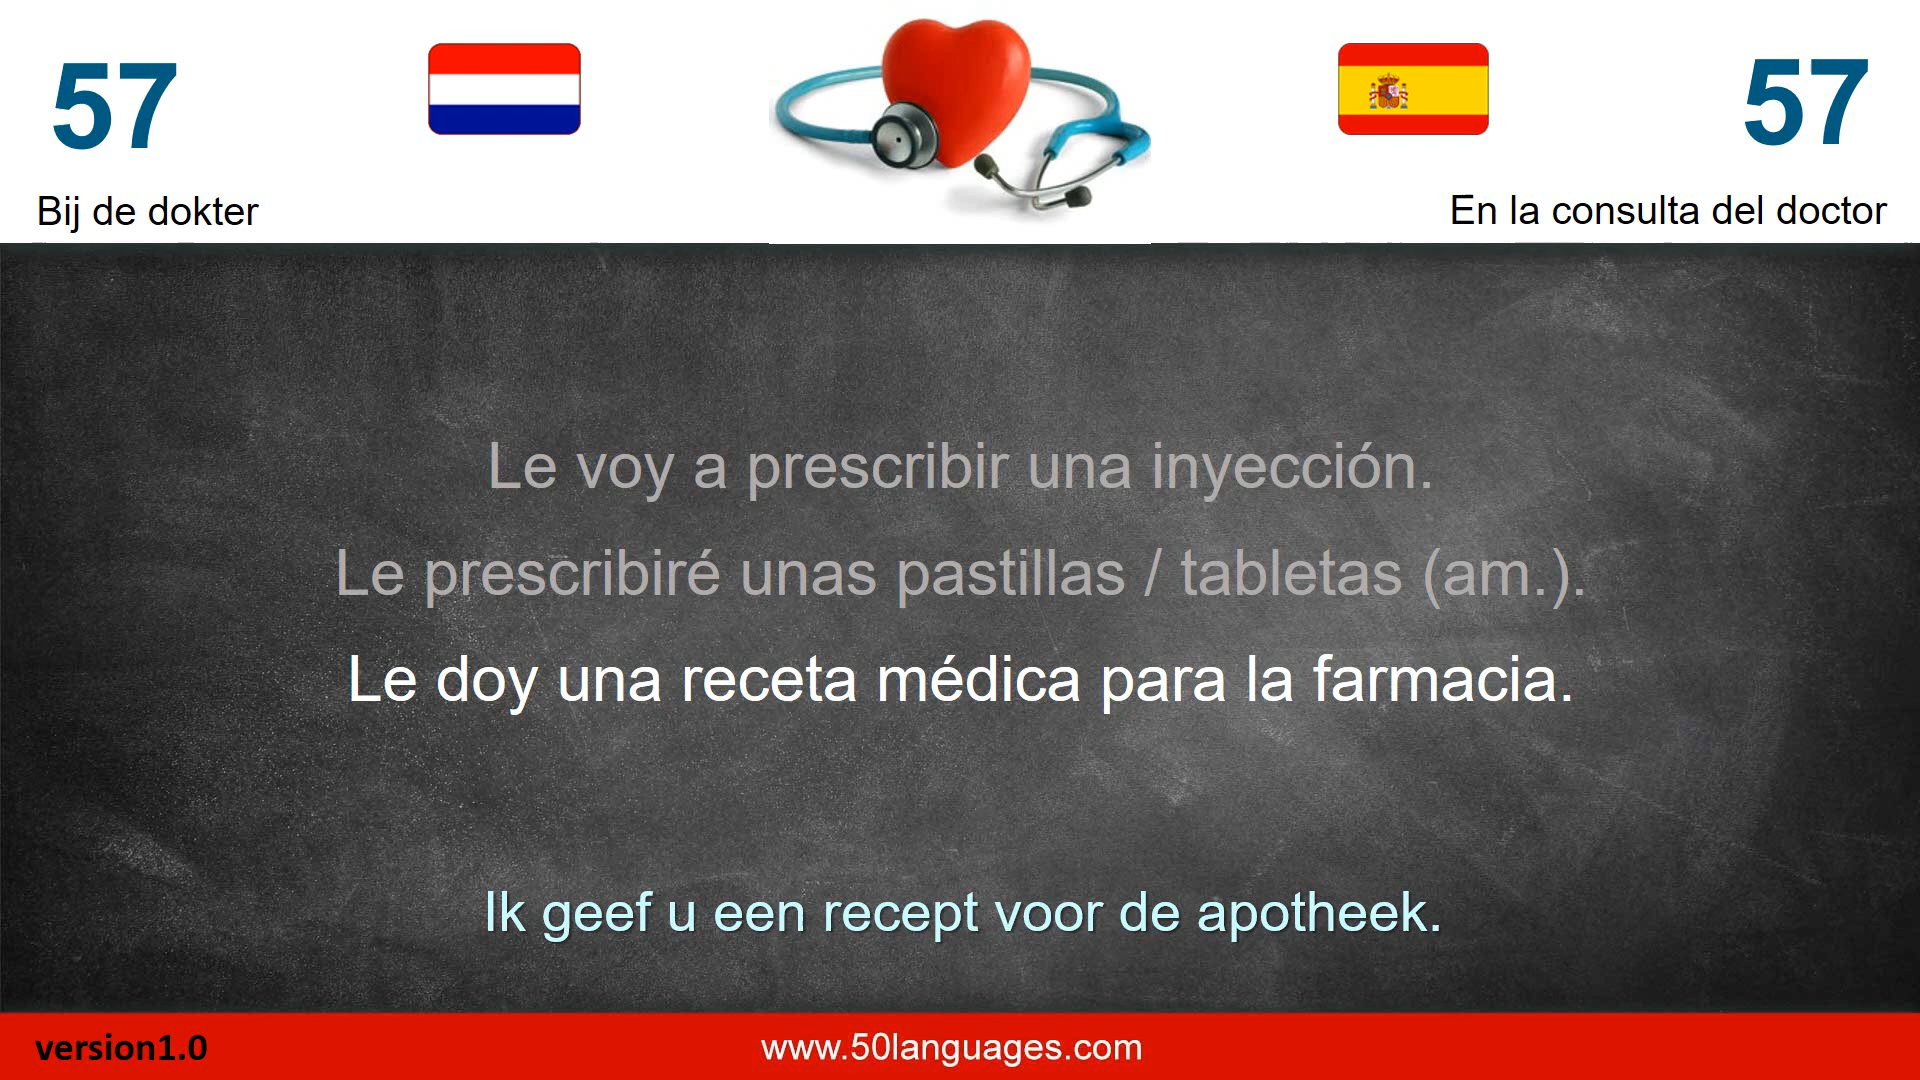 57
57
Bij de dokter
En la consulta del doctor
Le voy a prescribir una inyección.
Le prescribiré unas pastillas / tabletas (am.).
Le doy una receta médica para la farmacia.
Ik geef u een recept voor de apotheek.
version1.0
www.50languages.com